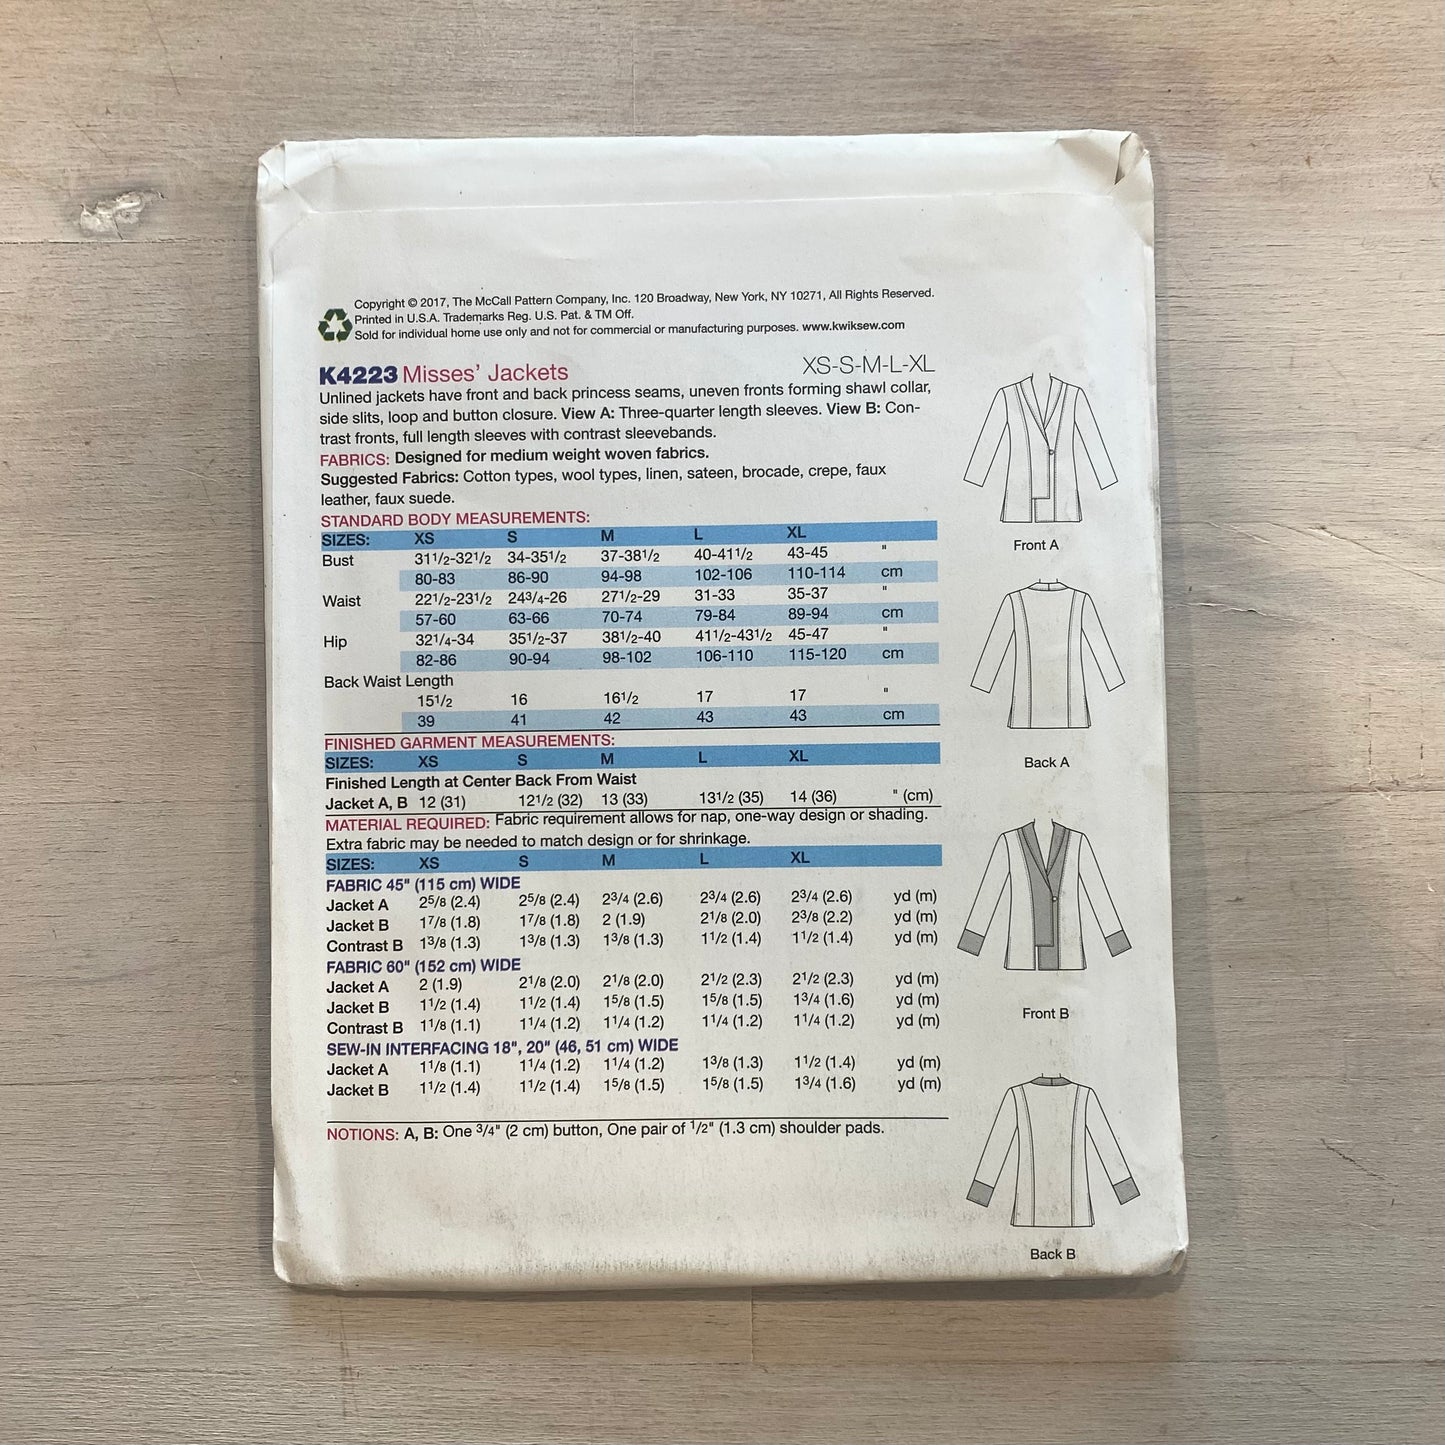 Copyright © 2017, The McCall Pattern Company, Inc. 120 Broadway, New York, NY 10271, All Rights Reserved.
Printed in U.S.A. Trademarks Reg. U.S. Pat. & TM Off.
Sold for individual home use only and not for commercial or manufacturing purposes. www.kwiksew.com
K4223 Misses' Jackets XS-S-M-L-XL
Unlined jackets have front and back princess seams, uneven fronts forming shawl collar,
side slits, loop and button closure. View A: Three-quarter length sleeves. View B: Con-
trast fronts, full length sleeves with contrast sleevebands.
FABRICS: Designed for medium weight woven fabrics.
Suggested Fabrics: Cotton types, wool types, linen, sateen, brocade, crepe, faux
leather, faux suede.
STANDARD BODY MEASUREMENTS:
SIZES: XS S M L XL
Bust 311/2-321/2 34-351/2 37-381/2 40-411/2 43-45 "
80-83 86-90 94-98 102-106 110-114 cm
Waist 221/2-231/2 243/4-26 271/2-29 31-33 35-37 "
57-60 63-66 70-74 79-84 89-94 cm
Hip 321/4-34 351/2-37 381/2-40 411/2-431/2 45-47 "
82-86 90-94 98-102 106-110 115-120 cm
Back Waist Length
151/2 16 161/2 17 17 "
39 41 42 43 43 cm
FINISHED GARMENT MEASUREMENTS:
SIZES: XS S M L XL
Finished Length at Center Back From Waist
Jacket A, B 12 (31) 121/2 (32) 13 (33) 131/2 (35) 14 (36) " (cm)
MATERIAL REQUIRED: Fabric requirement allows for nap, one-way design or shading.
Extra fabric may be needed to match design or for shrinkage.
SIZES: XS S M L XL
FABRIC 45" (115 cm) WIDE
Jacket A 25/8 (2.4) 25/8 (2.4) 23/4 (2.6) 23/4 (2.6) 23/4 (2.6) yd (m)
Jacket B 17/8 (1.8) 17/8 (1.8) 2 (1.9) 21/8 (2.0) 23/8 (2.2) yd (m)
Contrast B 13/8 (1.3) 13/8 (1.3) 13/8 (1.3) 11/2 (1.4) 11/2 (1.4) yd (m)
FABRIC 60" (152 cm) WIDE
Jacket A 2 (1.9) 21/8 (2.0) 21/8 (2.0) 21/2 (2.3) 21/2 (2.3) yd (m)
Jacket B 11/2 (1.4) 11/2 (1.4) 15/8 (1.5) 15/8 (1.5) 13/4 (1.6) yd (m)
Contrast B 11/8 (1.1) 11/4 (1.2) 11/4 (1.2) 11/4 (1.2) 11/4 (1.2) yd (m)
SEW-IN INTERFACING 18", 20" (46, 51 cm) WIDE
Jacket A 11/8 (1.1) 11/4 (1.2) 11/4 (1.2) 13/8 (1.3) 11/2 (1.4) yd (m)
Jacket B 11/2 (1.4) 11/2 (1.4) 15/8 (1.5) 15/8 (1.5) 13/4 (1.6) yd (m)
NOTIONS: A, B: One 3/4" (2 cm) button, One pair of 1/2" (1.3 cm) shoulder pads.
Front A
Back A
Front B
Back B